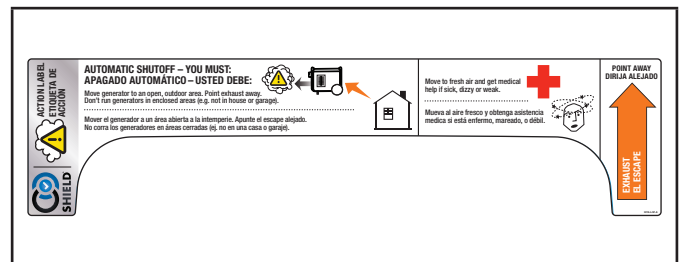 ACTION LABEL
ETIQUETA DE
ACCIÓN
SHIELD
AUTOMATIC SHUTOFF – YOU MUST:
APAGADO AUTOMÁTICO – USTED DEBE:
Move generator to an open, outdoor area. Point exhaust away.
Don't run generators in enclosed areas (e.g. not in house or garage).
Mover el generador a un área abierta a la intemperie. Apunte el escape alejado.
No corra los generadores en áreas cerradas (ej. no en una casa o garaje).
Move to fresh air and get medical
help if sick, dizzy or weak.
Mueva al aire fresco y obtenga asistencia
medica si está enfermo, mareado, o débil.
POINT AWAY
DIRIJA ALEJADO
EXHAUST
EL ESCAPE